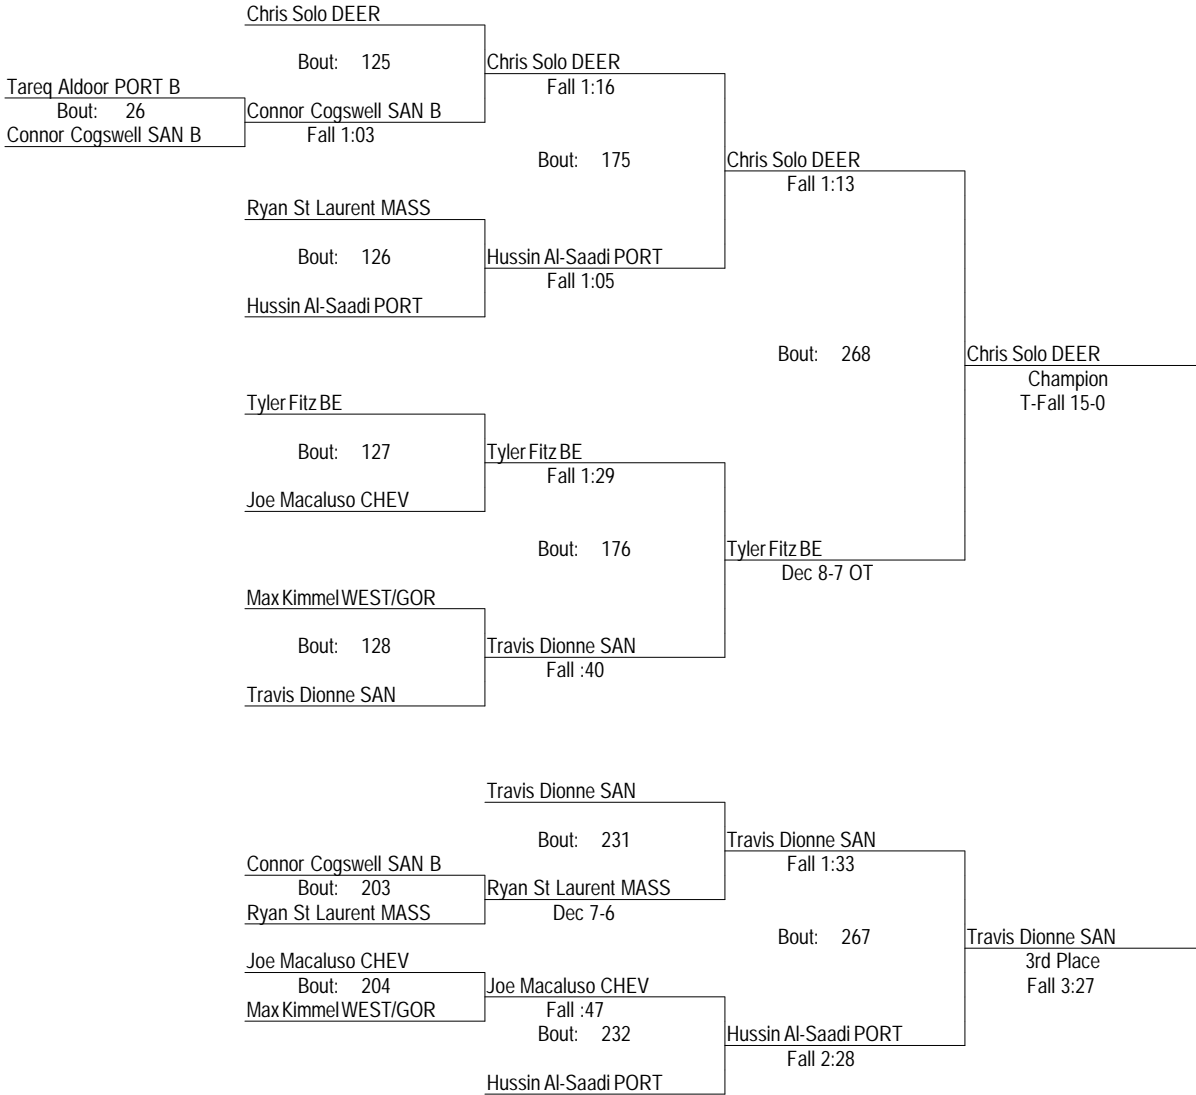 Chris Solo DEER
Bout: 125
Chris Solo DEER
Fall 1:16
Tareq Aldoor PORT B
Bout: 26
Connor Cogswell SAN B
Connor Cogswell SAN B
Fall 1:03
Bout: 175
Chris Solo DEER
Fall 1:13
Ryan St Laurent MASS
Bout: 126
Hussin Al-Saadi PORT
Fall 1:05
Hussin Al-Saadi PORT
Bout: 268
Chris Solo DEER
Champion
T-Fall 15-0
Tyler Fitz BE
Bout: 127
Tyler Fitz BE
Fall 1:29
Joe Macaluso CHEV
Bout: 176
Tyler Fitz BE
Dec 8-7 OT
Max Kimmel WEST/GOR
Bout: 128
Travis Dionne SAN
Fall :40
Travis Dionne SAN
Travis Dionne SAN
Bout: 231
Travis Dionne SAN
Fall 1:33
Connor Cogswell SAN B
Bout: 203
Ryan St Laurent MASS
Ryan St Laurent MASS
Dec 7-6
Bout: 267
Travis Dionne SAN
3rd Place
Fall 3:27
Joe Macaluso CHEV
Bout: 204
Max Kimmel WEST/GOR
Joe Macaluso CHEV
Fall :47
Bout: 232
Hussin Al-Saadi PORT
Fall 2:28
Hussin Al-Saadi PORT